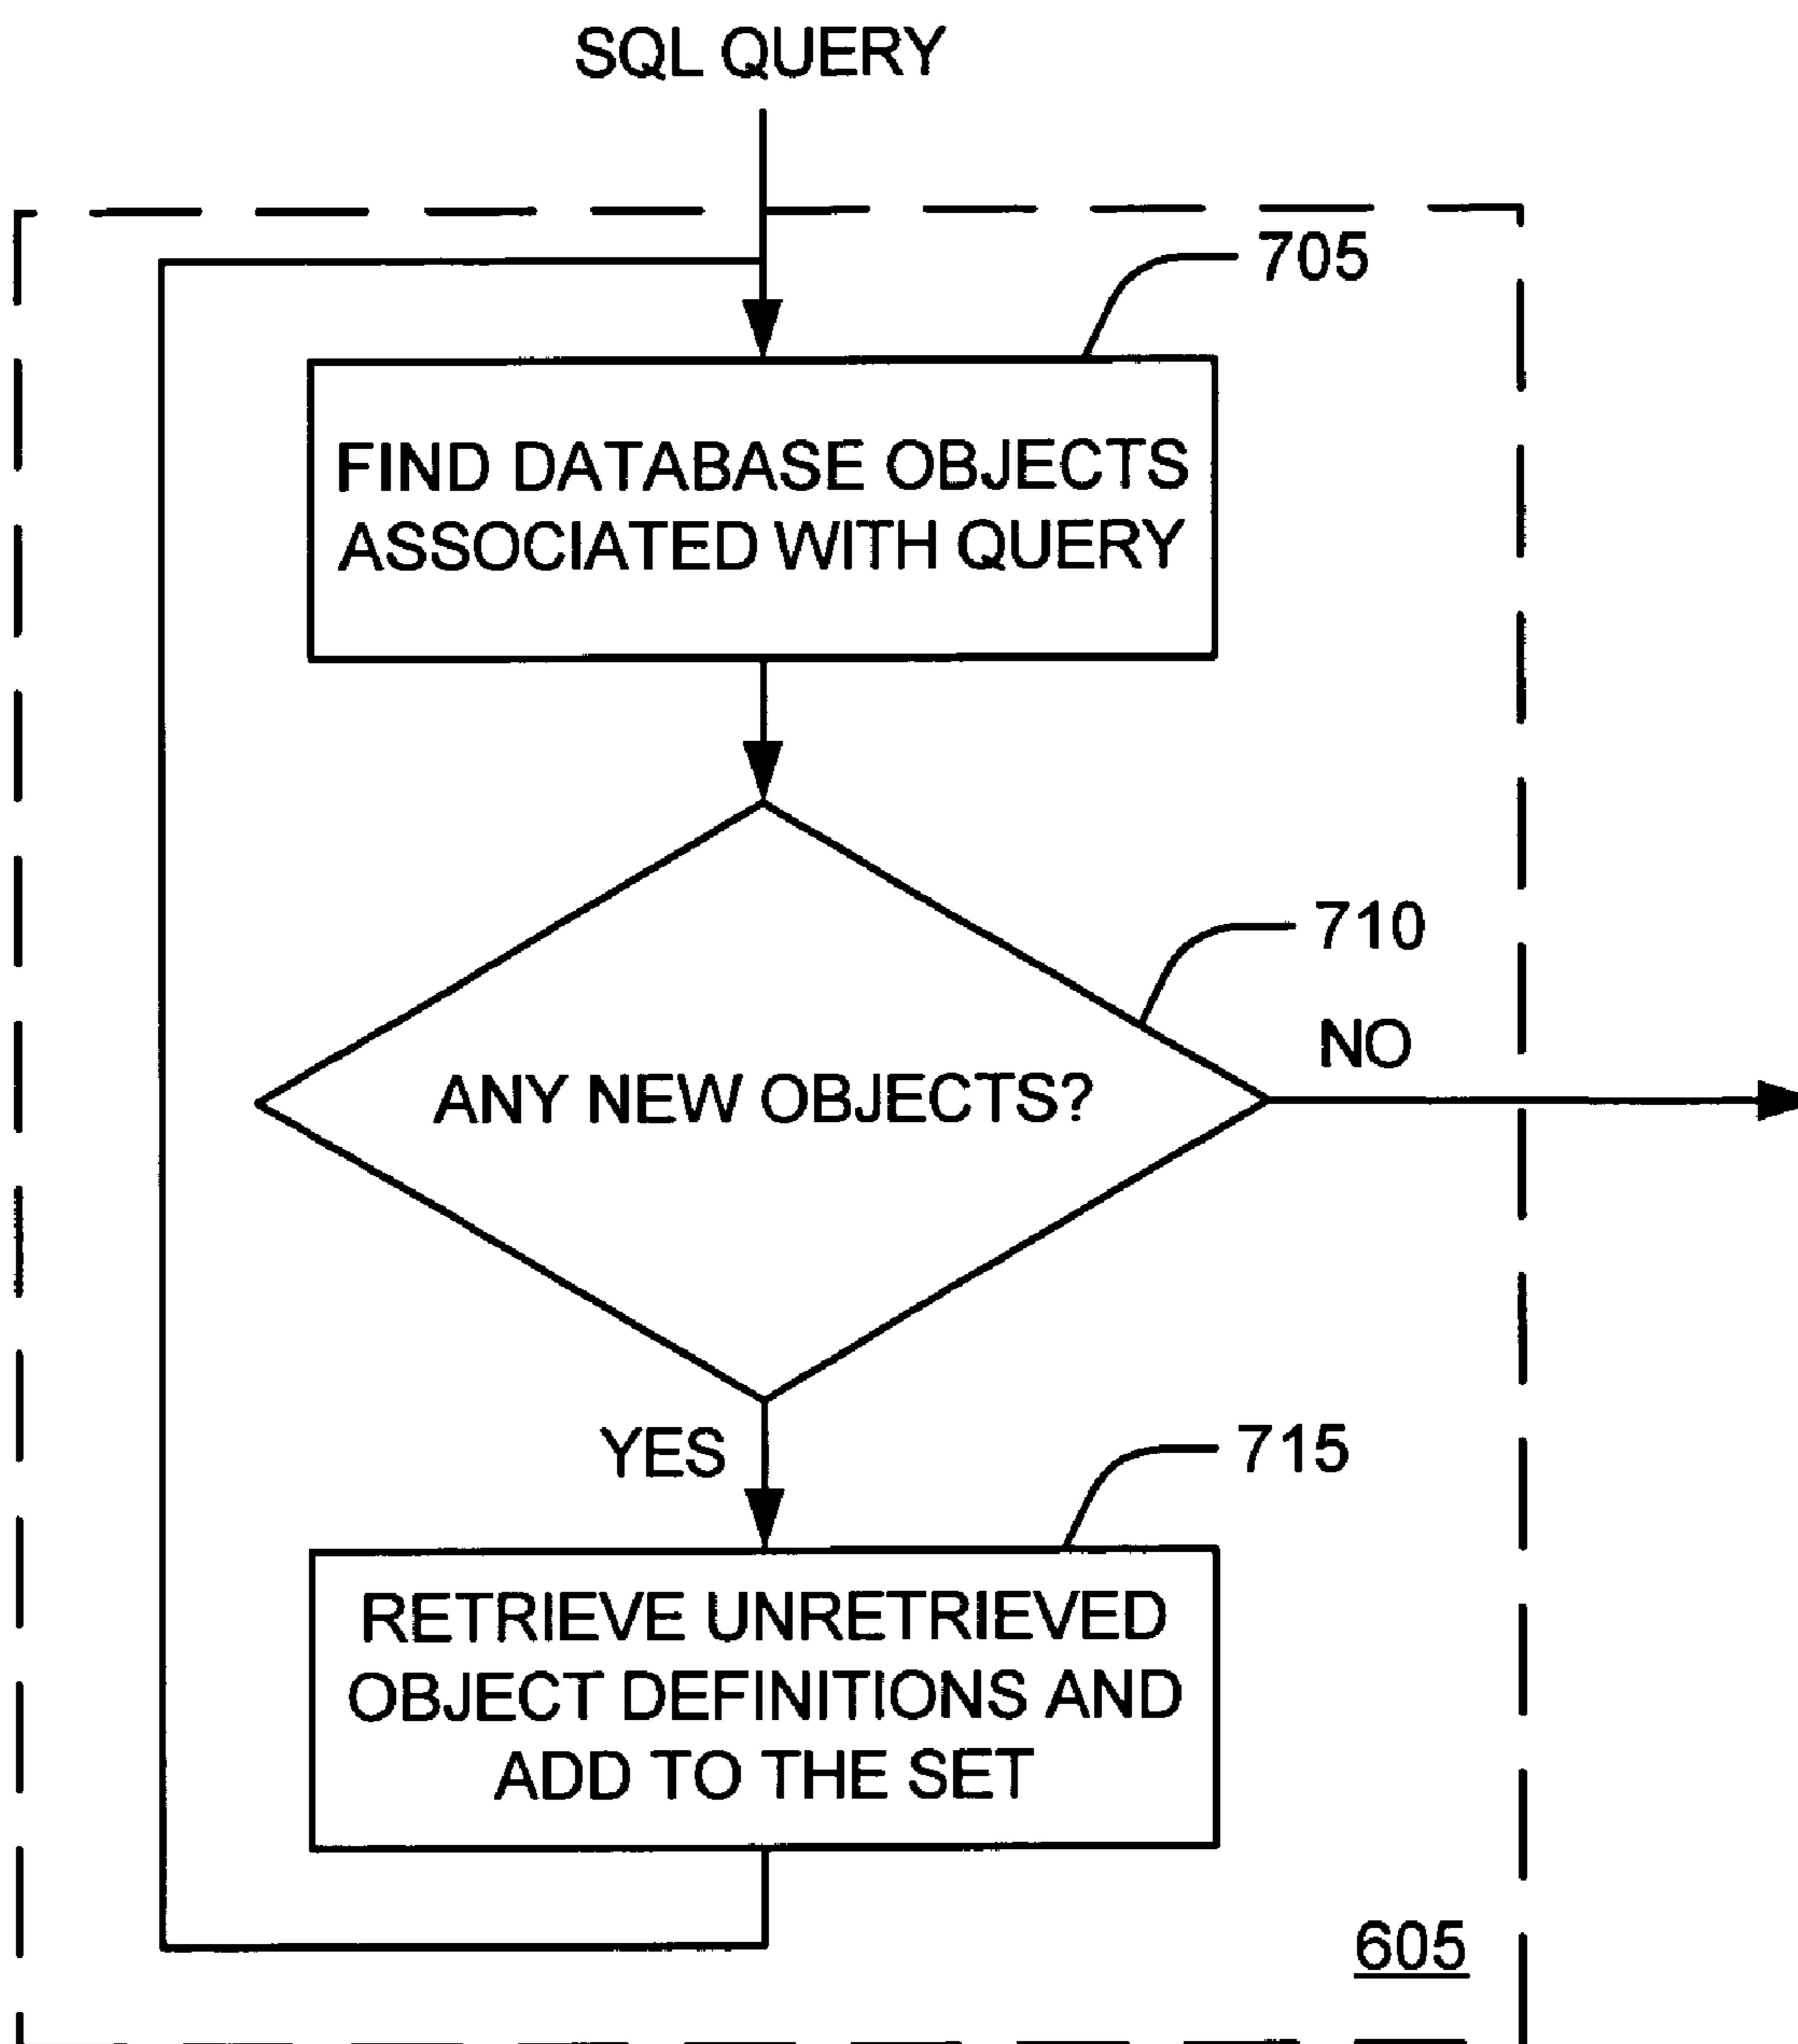 SQL QUERY
705
FIND DATABASE OBJECTS
ASSOCIATED WITH QUERY
710
NO
ANY NEW OBJECTS?
YES
715
RETRIEVE UNRETRIEVED
OBJECT DEFINITIONS AND
ADD TO THE SET
605